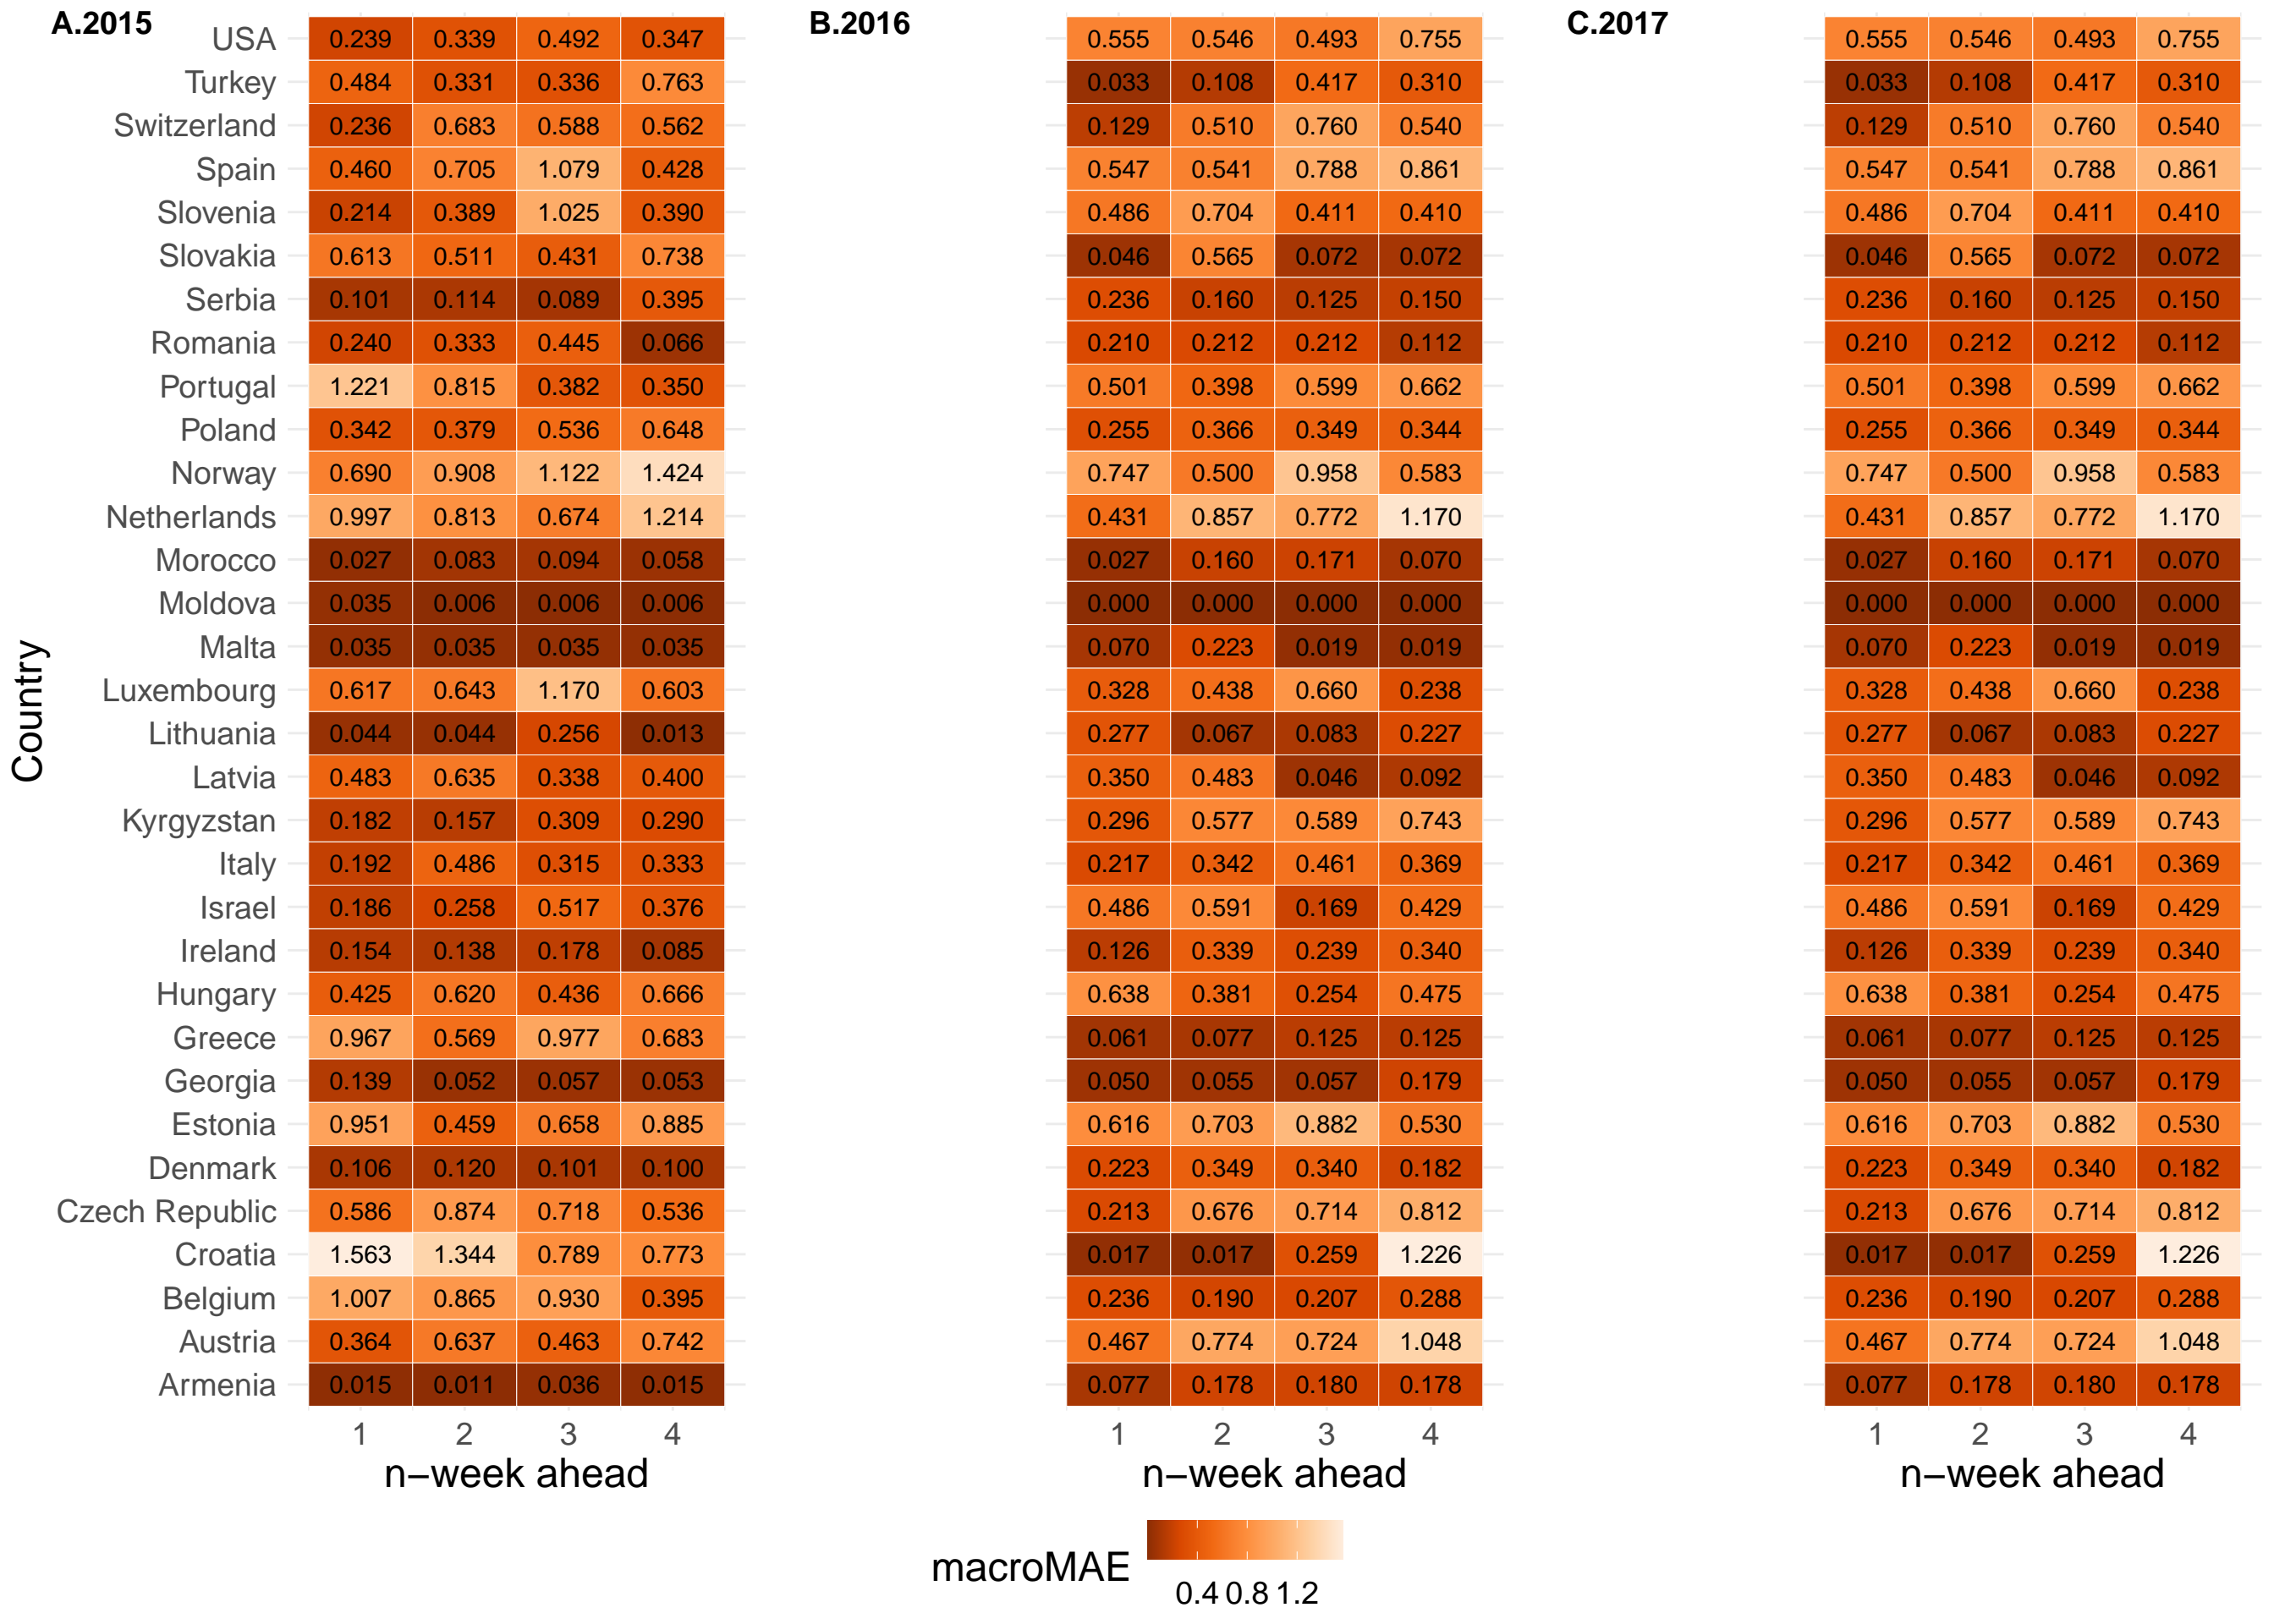 A.2015 B.2016 C.2017
USA 0.239 0.339 0.492 0.347 0.555 0.546 0.493 0.755 0.555 0.546 0.493 0.755
Turkey 0.484 0.331 0.336 0.763 0.033 0.108 0.417 0.310 0.033 0.108 0.417 0.310
Switzerland 0.236 0.683 0.588 0.562 0.129 0.510 0.760 0.540 0.129 0.510 0.760 0.540
Spain 0.460 0.705 1.079 0.428 0.547 0.541 0.788 0.861 0.547 0.541 0.788 0.861
Slovenia 0.214 0.389 1.025 0.390 0.486 0.704 0.411 0.410 0.486 0.704 0.411 0.410
Slovakia 0.613 0.511 0.431 0.738 0.046 0.565 0.072 0.072 0.046 0.565 0.072 0.072
Serbia 0.101 0.114 0.089 0.395 0.236 0.160 0.125 0.150 0.236 0.160 0.125 0.150
Romania 0.240 0.333 0.445 0.066 0.210 0.212 0.212 0.112 0.210 0.212 0.212 0.112
Portugal 1.221 0.815 0.382 0.350 0.501 0.398 0.599 0.662 0.501 0.398 0.599 0.662
Poland 0.342 0.379 0.536 0.648 0.255 0.366 0.349 0.344 0.255 0.366 0.349 0.344
Norway 0.690 0.908 1.122 1.424 0.747 0.500 0.958 0.583 0.747 0.500 0.958 0.583
Netherlands 0.997 0.813 0.674 1.214 0.431 0.857 0.772 1.170 0.431 0.857 0.772 1.170
Morocco 0.027 0.083 0.094 0.058 0.027 0.160 0.171 0.070 0.027 0.160 0.171 0.070
Moldova 0.035 0.006 0.006 0.006 0.000 0.000 0.000 0.000 0.000 0.000 0.000 0.000
Malta 0.035 0.035 0.035 0.035 0.070 0.223 0.019 0.019 0.070 0.223 0.019 0.019
Luxembourg 0.617 0.643 1.170 0.603 0.328 0.438 0.660 0.238 0.328 0.438 0.660 0.238
Lithuania 0.044 0.044 0.256 0.013 0.277 0.067 0.083 0.227 0.277 0.067 0.083 0.227
Latvia 0.483 0.635 0.338 0.400 0.350 0.483 0.046 0.092 0.350 0.483 0.046 0.092
Kyrgyzstan 0.182 0.157 0.309 0.290 0.296 0.577 0.589 0.743 0.296 0.577 0.589 0.743
Italy 0.192 0.486 0.315 0.333 0.217 0.342 0.461 0.369 0.217 0.342 0.461 0.369
Israel 0.186 0.258 0.517 0.376 0.486 0.591 0.169 0.429 0.486 0.591 0.169 0.429
Ireland 0.154 0.138 0.178 0.085 0.126 0.339 0.239 0.340 0.126 0.339 0.239 0.340
Hungary 0.425 0.620 0.436 0.666 0.638 0.381 0.254 0.475 0.638 0.381 0.254 0.475
Greece 0.967 0.569 0.977 0.683 0.061 0.077 0.125 0.125 0.061 0.077 0.125 0.125
Georgia 0.139 0.052 0.057 0.053 0.050 0.055 0.057 0.179 0.050 0.055 0.057 0.179
Estonia 0.951 0.459 0.658 0.885 0.616 0.703 0.882 0.530 0.616 0.703 0.882 0.530
Denmark 0.106 0.120 0.101 0.100 0.223 0.349 0.340 0.182 0.223 0.349 0.340 0.182
Czech Republic 0.586 0.874 0.718 0.536 0.213 0.676 0.714 0.812 0.213 0.676 0.714 0.812
Croatia 1.563 1.344 0.789 0.773 0.017 0.017 0.259 1.226 0.017 0.017 0.259 1.226
Belgium 1.007 0.865 0.930 0.395 0.236 0.190 0.207 0.288 0.236 0.190 0.207 0.288
Austria 0.364 0.637 0.463 0.742 0.467 0.774 0.724 1.048 0.467 0.774 0.724 1.048
Armenia 0.015 0.011 0.036 0.015 0.077 0.178 0.180 0.178 0.077 0.178 0.180 0.178
Country
1 2 3 4 1 2 3 4 1 2 3 4
n−week ahead n−week ahead n−week ahead
macroMAE
0.4 0.8 1.2